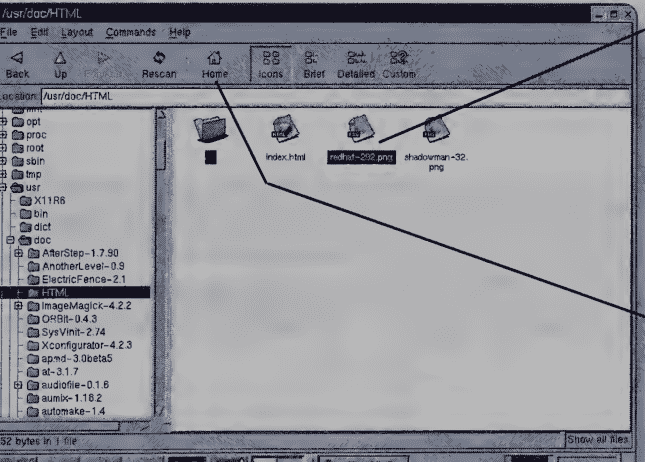 /usr/doc/HTML
File Edit Layout Commands Help
Back Up Rescan Home Icons Brief Detailed Custom
Location: /usr/doc/HTML
opt
proc
root
sbin
tmp
usr
X11R6
bin
dict
doc
AfterStep-1.7.90
AnotherLevel-0.9
ElectricFence-2.1
HTML
ImageMagick-4.2.2
ORBit-0.4.3
SysVinit-2.74
Xconfigurator-4.2.3
apmd-3.0beta5
at-3.1.7
audiofile-0.1.6
aumix-1.18.2
automake-1.4
index.html
redhat-292.png
shadowman-32.
png
52 bytes in 1 file
Show all files